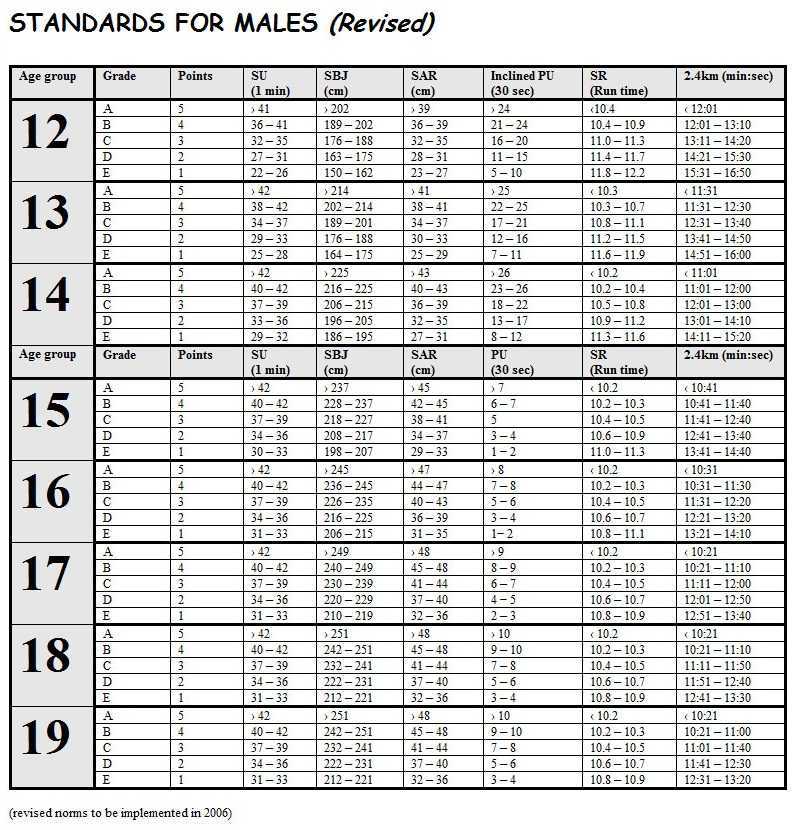 STANDARDS FOR MALES (Revised)
Age group Grade Points SU (1 min) SBJ (cm) SAR (cm) Inclined PU (30 sec) SR (Run time) 2.4km (min:sec)
12
A 5 › 41 › 202 › 39 › 24 ‹10.4 ‹ 12:01
B 4 36 – 41 189 – 202 36 – 39 21 – 24 10.4 – 10.9 12:01 – 13:10
C 3 32 – 35 176 – 188 32 – 35 16 – 20 11.0 – 11.3 13:11 – 14:20
D 2 27 – 31 163 – 175 28 – 31 11 – 15 11.4 – 11.7 14:21 – 15:30
E 1 22 – 26 150 – 162 23 – 27 5 – 10 11.8 – 12.2 15:31 – 16:50
13
A 5 › 42 › 214 › 41 › 25 ‹ 10.3 ‹ 11:31
B 4 38 – 42 202 – 214 38 – 41 22 – 25 10.3 – 10.7 11:31 – 12:30
C 3 34 – 37 189 – 201 34 – 37 17 – 21 10.8 – 11.1 12:31 – 13:40
D 2 29 – 33 176 – 188 30 – 33 12 – 16 11.2 – 11.5 13:41 – 14:50
E 1 25 – 28 164 – 175 25 – 29 7 – 11 11.6 – 11.9 14:51 – 16:00
14
A 5 › 42 › 225 › 43 › 26 ‹ 10.2 ‹ 11:01
B 4 40 – 42 216 – 225 40 – 43 23 – 26 10.2 – 10.4 11:01 – 12:00
C 3 37 – 39 206 – 215 36 – 39 18 – 22 10.5 – 10.8 12:01 – 13:00
D 2 33 – 36 196 – 205 32 – 35 13 – 17 10.9 – 11.2 13:01 – 14:10
E 1 29 – 32 186 – 195 27 – 31 8 – 12 11.3 – 11.6 14:11 – 15:20
Age group Grade Points SU (1 min) SBJ (cm) SAR (cm) PU (30 sec) SR (Run time) 2.4km (min:sec)
15
A 5 › 42 › 237 › 45 › 7 ‹ 10.2 ‹ 10:41
B 4 40 – 42 228 – 237 42 – 45 6 – 7 10.2 – 10.3 10:41 – 11:40
C 3 37 – 39 218 – 227 38 – 41 5 10.4 – 10.5 11:41 – 12:40
D 2 34 – 36 208 – 217 34 – 37 3 – 4 10.6 – 10.9 12:41 – 13:40
E 1 30 – 33 198 – 207 29 – 33 1 – 2 11.0 – 11.3 13:41 – 14:40
16
A 5 › 42 › 245 › 47 › 8 ‹ 10.2 ‹ 10:31
B 4 40 – 42 236 – 245 44 – 47 7 – 8 10.2 – 10.3 10:31 – 11:30
C 3 37 – 39 226 – 235 40 – 43 5 – 6 10.4 – 10.5 11:31 – 12:20
D 2 34 – 36 216 – 225 36 – 39 3 – 4 10.6 – 10.7 12:21 – 13:20
E 1 31 – 33 206 – 215 31 – 35 1– 2 10.8 – 11.1 13:21 – 14:10
17
A 5 › 42 › 249 › 48 › 9 ‹ 10.2 ‹ 10:21
B 4 40 – 42 240 – 249 45 – 48 8 – 9 10.2 – 10.3 10:21 – 11:10
C 3 37 – 39 230 – 239 41 – 44 6 – 7 10.4 – 10.5 11:11 – 12:00
D 2 34 – 36 220 – 229 37 – 40 4 – 5 10.6 – 10.7 12:01 – 12:50
E 1 31 – 33 210 – 219 32 – 36 2 – 3 10.8 – 10.9 12:51 – 13:40
18
A 5 › 42 › 251 › 48 › 10 ‹ 10.2 ‹ 10:21
B 4 40 – 42 242 – 251 45 – 48 9 – 10 10.2 – 10.3 10:21 – 11:10
C 3 37 – 39 232 – 241 41 – 44 7 – 8 10.4 – 10.5 11:11 – 11:50
D 2 34 – 36 222 – 231 37 – 40 5 – 6 10.6 – 10.7 11:51 – 12:40
E 1 31 – 33 212 – 221 32 – 36 3 – 4 10.8 – 10.9 12:41 – 13:30
19
A 5 › 42 › 251 › 48 › 10 ‹ 10.2 ‹ 10:21
B 4 40 – 42 242 – 251 45 – 48 9 – 10 10.2 – 10.3 10:21 – 11:00
C 3 37 – 39 232 – 241 41 – 44 7 – 8 10.4 – 10.5 11:01 – 11:40
D 2 34 – 36 222 – 231 37 – 40 5 – 6 10.6 – 10.7 11:41 – 12:30
E 1 31 – 33 212 – 221 32 – 36 3 – 4 10.8 – 10.9 12:31 – 13:20
(revised norms to be implemented in 2006)